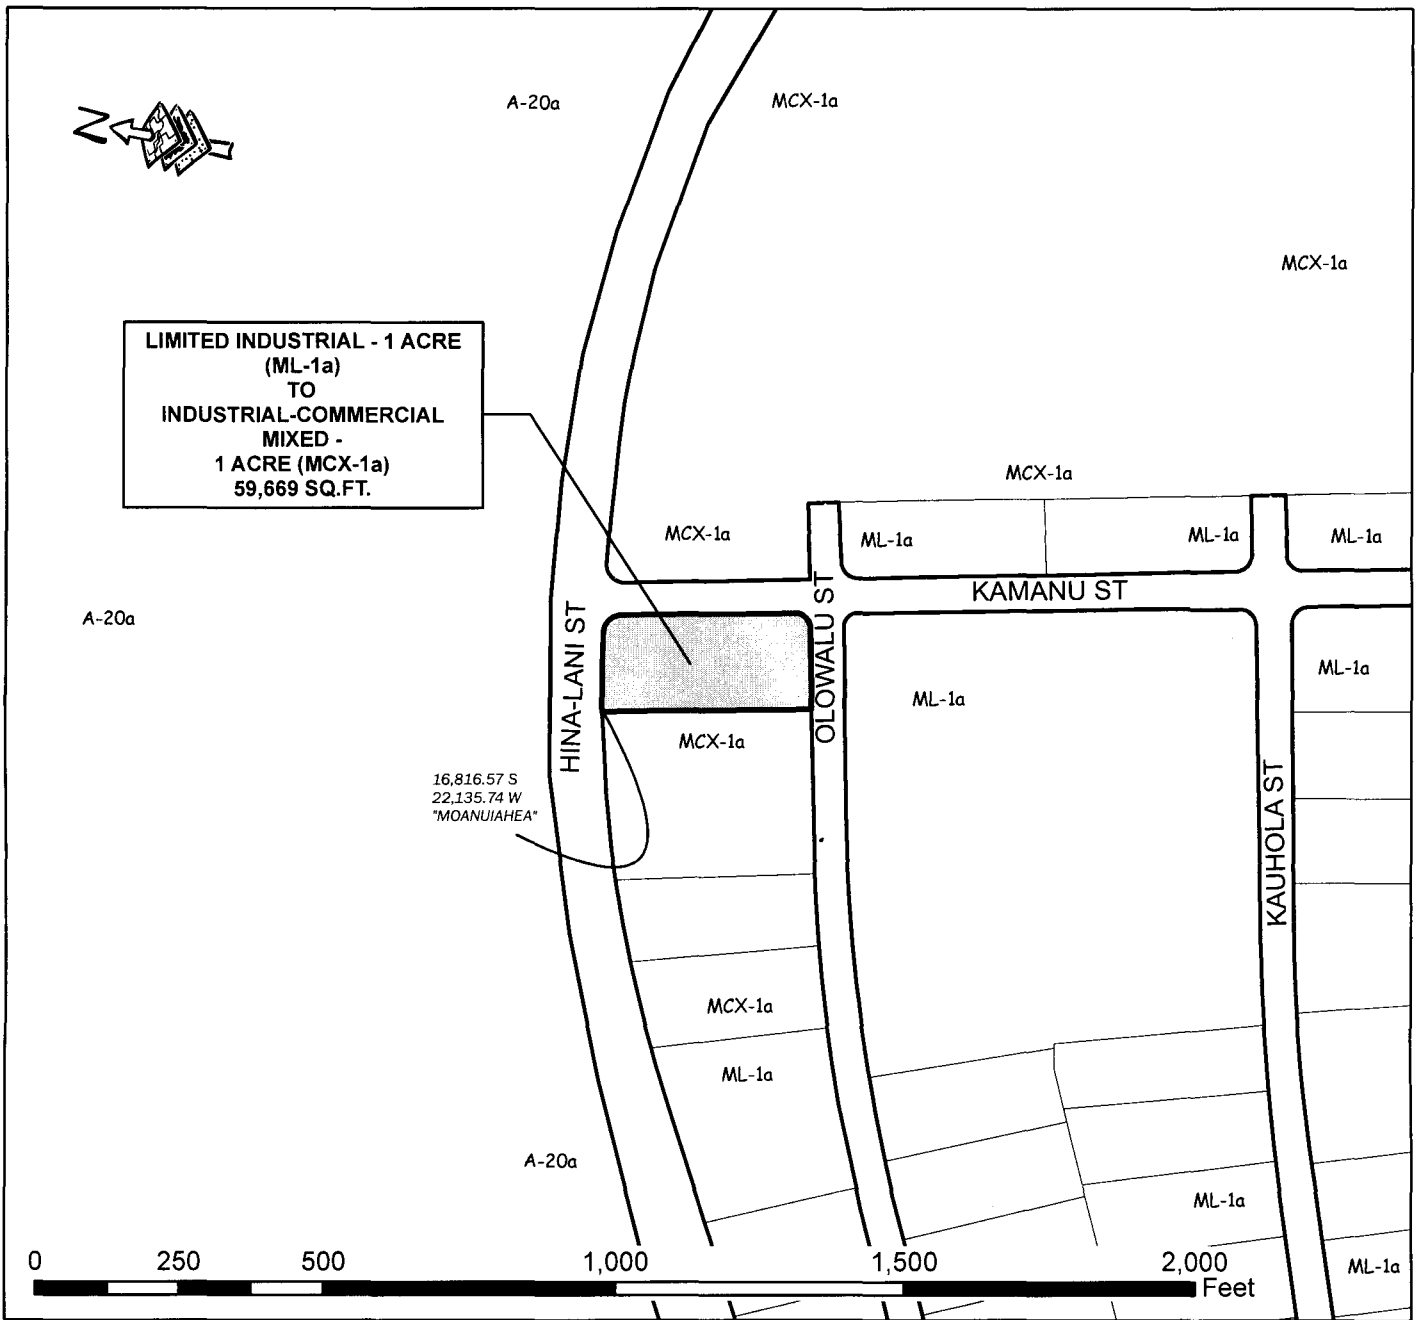 A-20a
MCX-1a
N
MCX-1a
LIMITED INDUSTRIAL - 1 ACRE
(ML-1a)
TO
INDUSTRIAL-COMMERCIAL
MIXED -
1 ACRE (MCX-1a)
59,669 SQ.FT.
MCX-1a
MCX-1a
ML-1a
ML-1a
ML-1a
KAMANU ST
A-20a
HINA-LANI ST
OLOWALU ST
ML-1a
ML-1a
MCX-1a
16,816.57 S
22,135.74 W
"MOANUIAHEA"
KAUHOLA ST
MCX-1a
ML-1a
A-20a
ML-1a
ML-1a
0 250 500 1,000 1,500 2,000
Feet